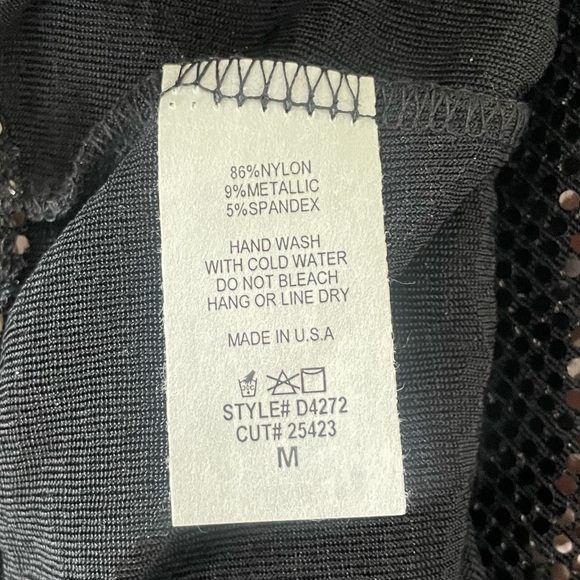 86%NYLON
9%METALLIC
5%SPANDEX
HAND WASH
WITH COLD WATER
DO NOT BLEACH
HANG OR LINE DRY
MADE IN U.S.A
STYLE# D4272
CUT# 25423
M